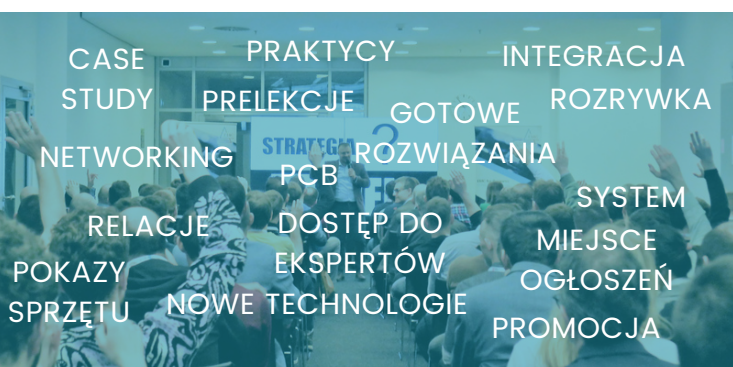 CASE
STUDY
PRAKTYCY
INTEGRACJA
PRELEKCJE
GOTOWE
ROZWIĄZANIA
ROZRYWKA
NETWORKING
STRATEGIA
PCB
SYSTEM
RELACJE
DOSTĘP DO
EKSPERTÓW
MIEJSCE
OGŁOSZEŃ
POKAZY
SPRZĘTU
NOWE TECHNOLOGIE
PROMOCJA